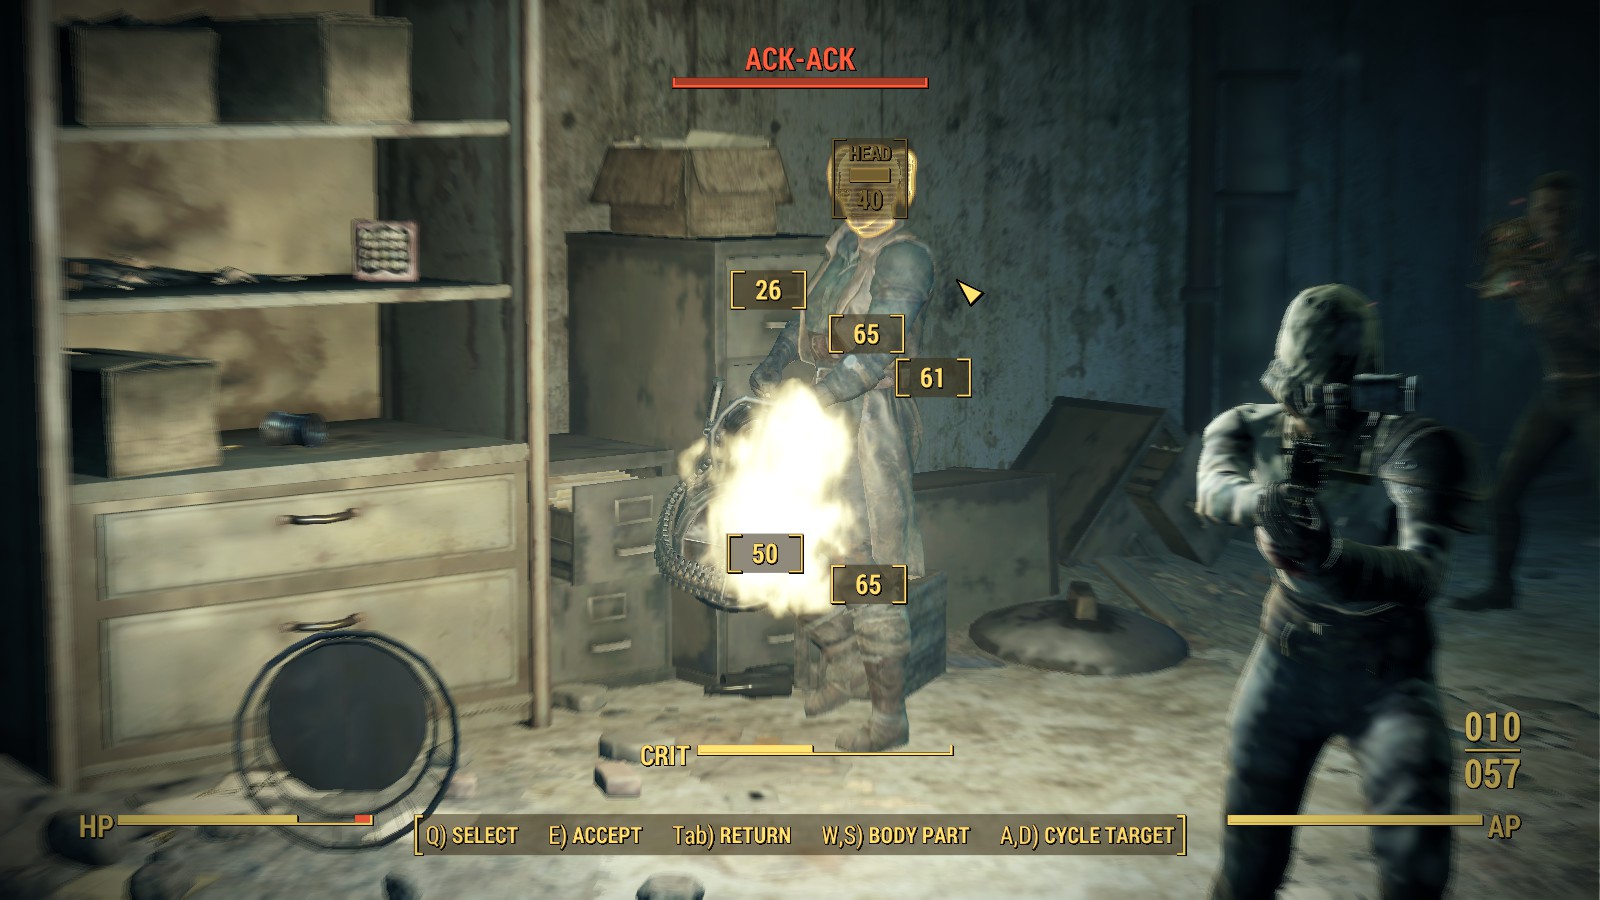 ACK-ACK
HEAD
40
26
65
61
50
65
CRIT
010
057
HP
AP
Q) SELECT E) ACCEPT Tab) RETURN W,S) BODY PART A,D) CYCLE TARGET